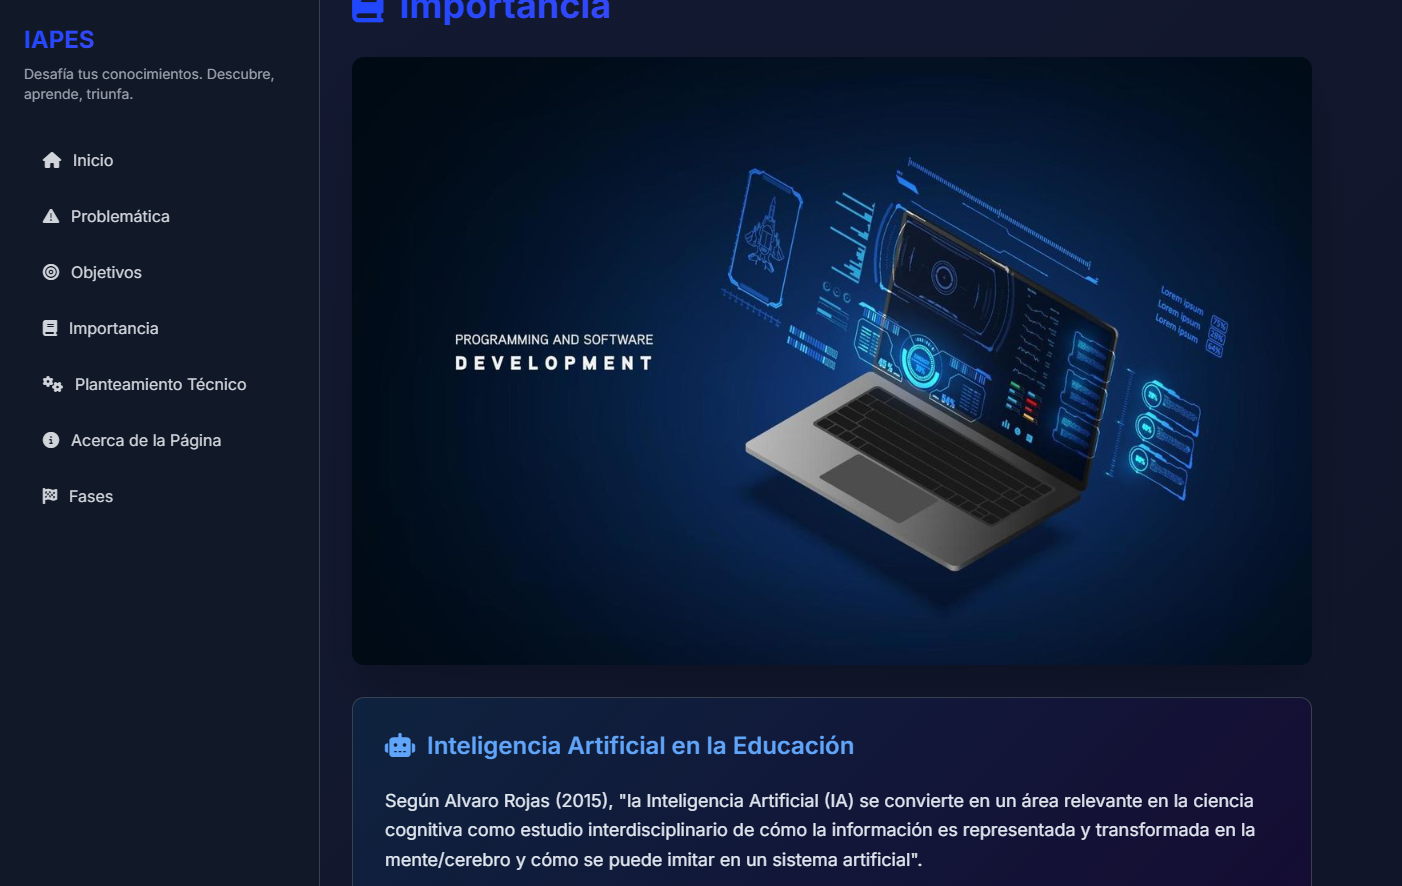 IAPES
Desafía tus conocimientos. Descubre,
aprende, triunfa.
Inicio
Problemática
Objetivos
Importancia
Planteamiento Técnico
Acerca de la Página
Fases
Importancia
PROGRAMMING AND SOFTWARE
DEVELOPMENT
Lorem ipsum 75%
Lorem ipsum 28%
Lorem ipsum 64%
Inteligencia Artificial en la Educación
Según Alvaro Rojas (2015), "la Inteligencia Artificial (IA) se convierte en un área relevante en la ciencia
cognitiva como estudio interdisciplinario de cómo la información es representada y transformada en la
mente/cerebro y cómo se puede imitar en un sistema artificial".